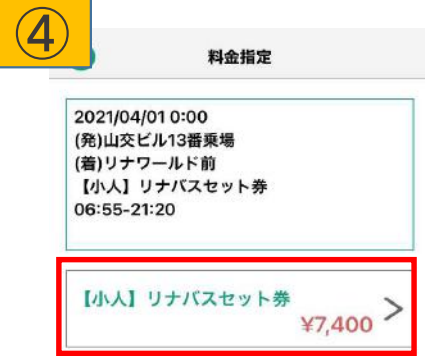 ④
料金指定
2021/04/01 0:00
(発)山交ビル13番乗場
(着)リナワールド前
【小人】リナバスセット券
06:55-21:20
【小人】リナバスセット券
¥7,400